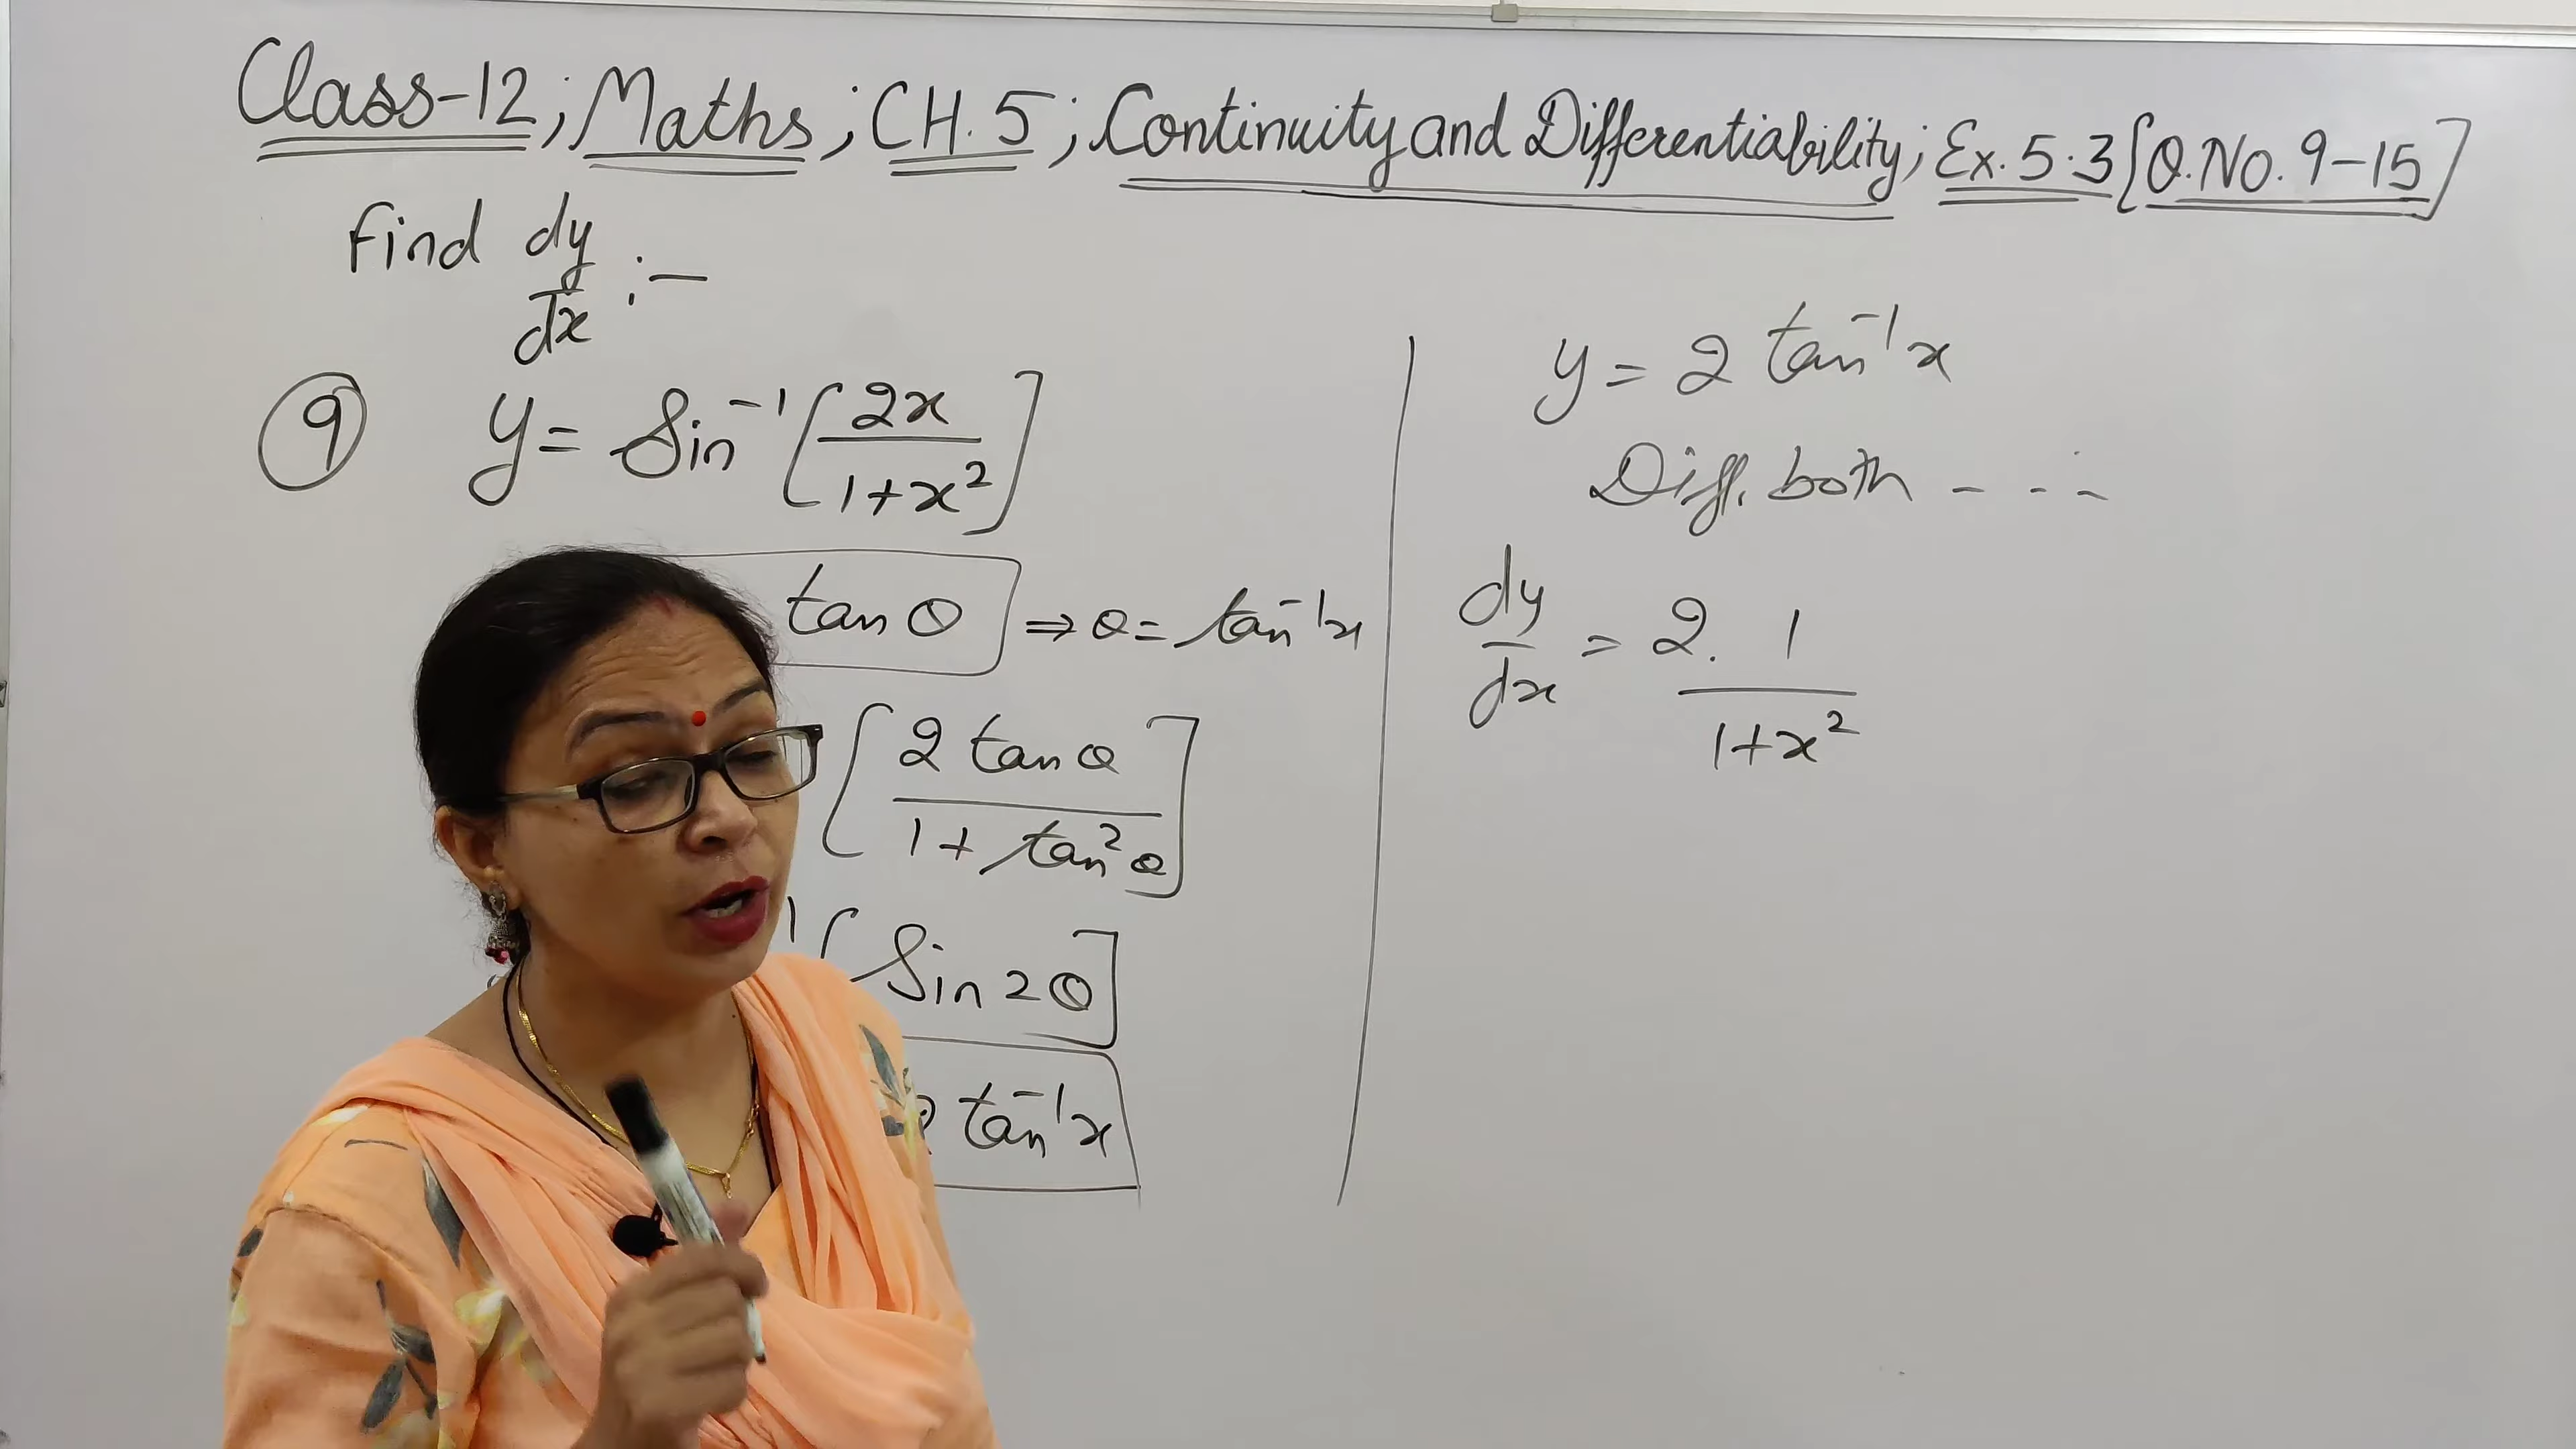 Class-12; Maths; CH.5; Continuity and Differentiability; Ex.5.3[Q.No.9-15]
Find dy/dx :-
⑨ y = Sin⁻¹[2x/1+x²]
tan θ ⇒ θ = tan⁻¹x
[2 tan θ/1 + tan²θ]
[Sin 2θ]
tan⁻¹x
y = 2 tan⁻¹x
Diff. both - - -
dy/dx = 2. 1/1+x²